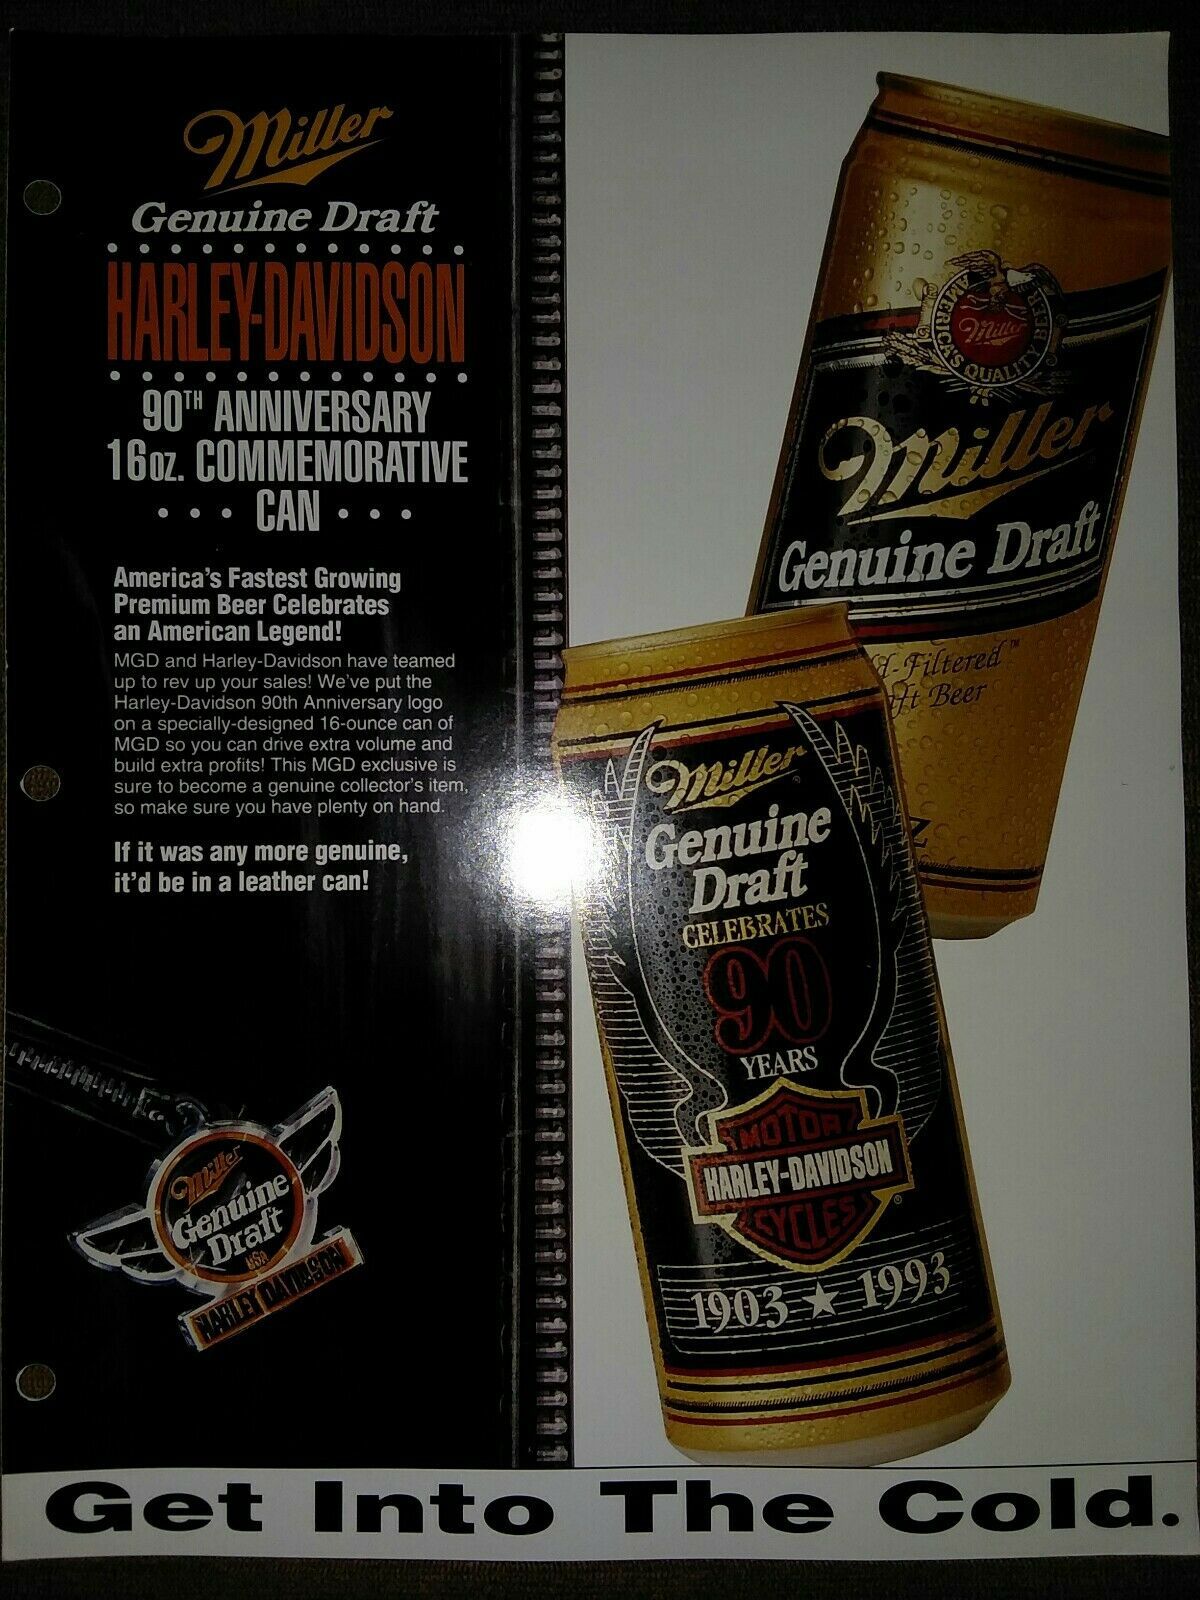 Miller
Genuine Draft
HARLEY-DAVIDSON
90TH ANNIVERSARY
16 OZ. COMMEMORATIVE
• • • CAN • • •
America's Fastest Growing
Premium Beer Celebrates
an American Legend!
MGD and Harley-Davidson have teamed
up to rev up your sales! We've put the
Harley-Davidson 90th Anniversary logo
on a specially-designed 16-ounce can of
MGD so you can drive extra volume and
build extra profits! This MGD exclusive is
sure to become a genuine collector's item,
so make sure you have plenty on hand.
If it was any more genuine,
it'd be in a leather can!
Miller
Genuine
Draft
USA
HARLEY DAVIDSON
AMERICA'S QUALITY BEER
Miller
Miller
Genuine Draft
d-Filtered™
ft Beer
Z
Miller®
Genuine
Draft
CELEBRATES
90
YEARS
MOTOR
HARLEY-DAVIDSON
CYCLES®
1903 ★ 1993
Get Into The Cold.